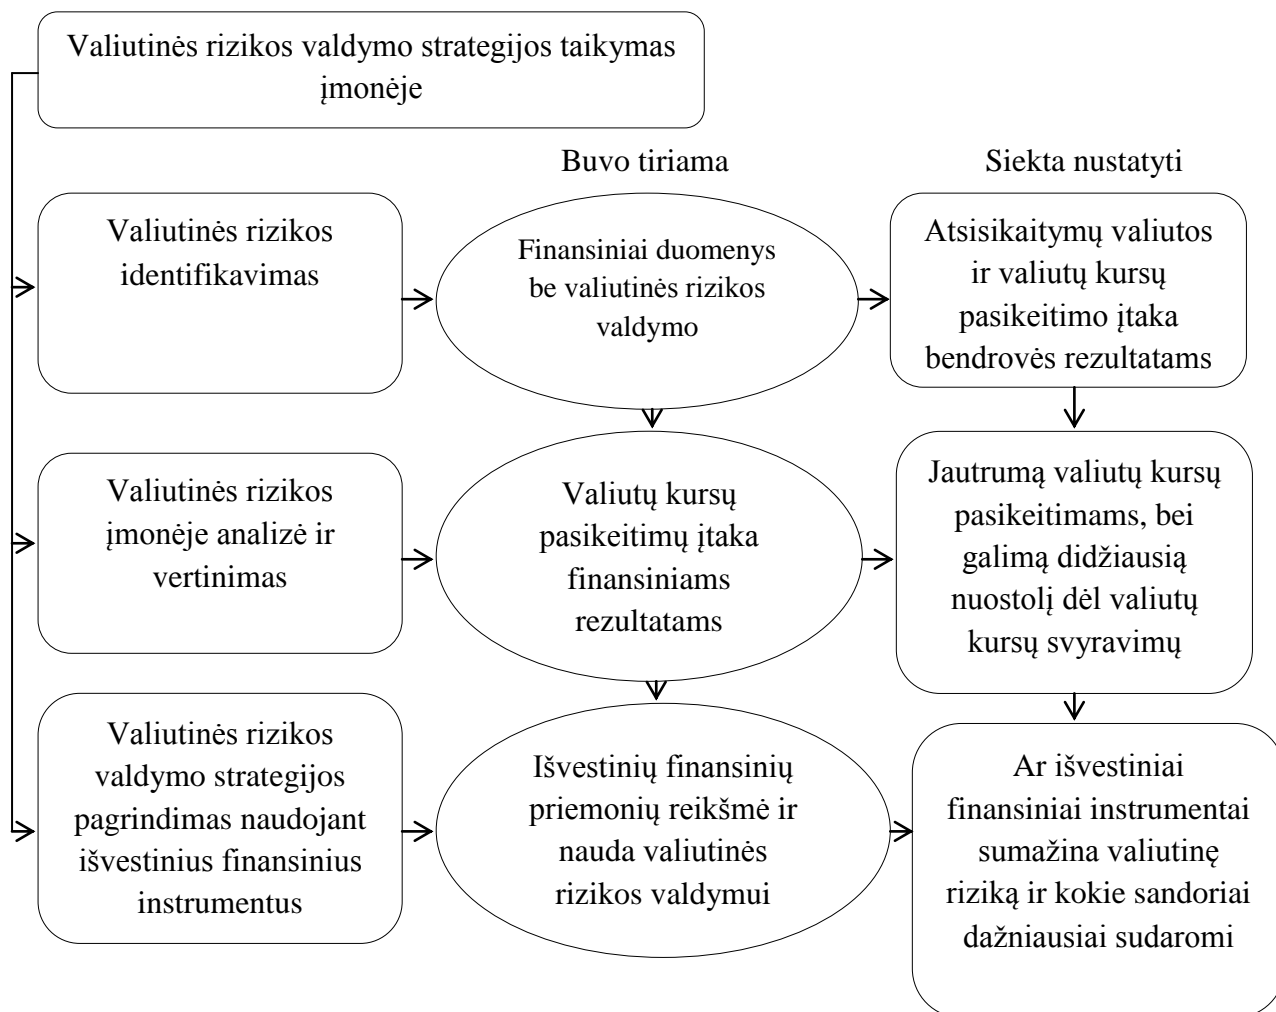 Valiutinės rizikos valdymo strategijos taikymas
įmonėje
Buvo tiriama
Siekta nustatyti
Valiutinės rizikos
identifikavimas
Finansiniai duomenys
be valiutinės rizikos
valdymo
Atsisikaitymų valiutos
ir valiutų kursų
pasikeitimo įtaka
bendrovės rezultatams
Valiutinės rizikos
įmonėje analizė ir
vertinimas
Valiutų kursų
pasikeitimų įtaka
finansiniams
rezultatams
Jautrumą valiutų kursų
pasikeitimams, bei
galimą didžiausią
nuostolį dėl valiutų
kursų svyravimų
Valiutinės rizikos
valdymo strategijos
pagrindimas naudojant
išvestinius finansinius
instrumentus
Išvestinių finansinių
priemonių reikšmė ir
nauda valiutinės
rizikos valdymui
Ar išvestiniai
finansiniai instrumentai
sumažina valiutinę
riziką ir kokie sandoriai
dažniausiai sudaromi